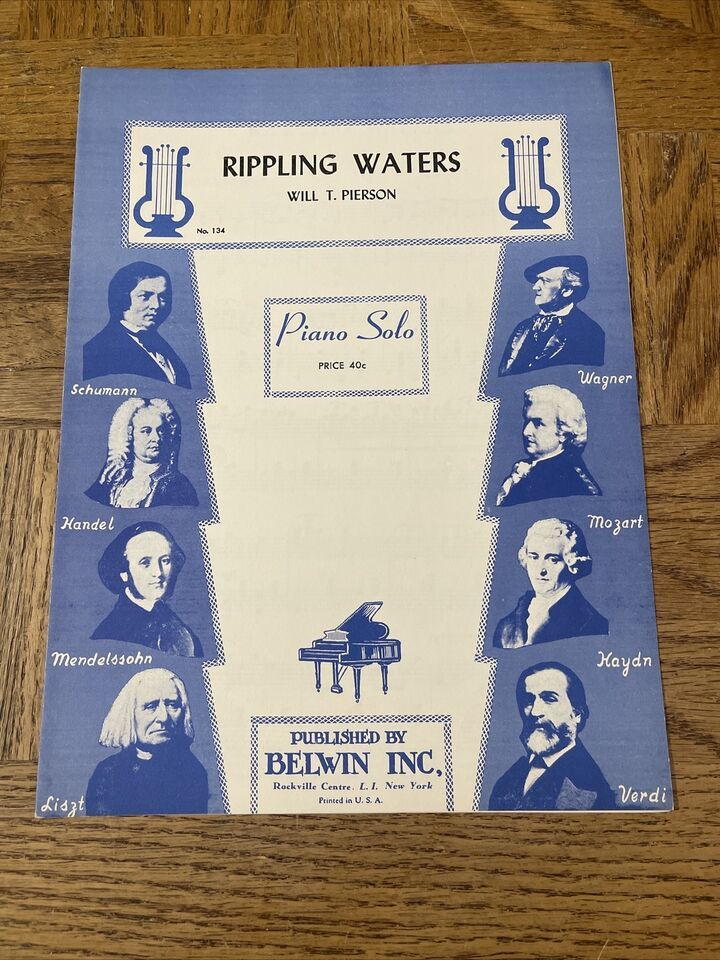 RIPPLING WATERS
WILL T. PIERSON
No. 134
Piano Solo
PRICE 40c
Schumann
Wagner
Handel
Mozart
Mendelssohn
Haydn
Liszt
Verdi
PUBLISHED BY
BELWIN INC,
Rockville Centre, L. I. New York
Printed in U. S. A.